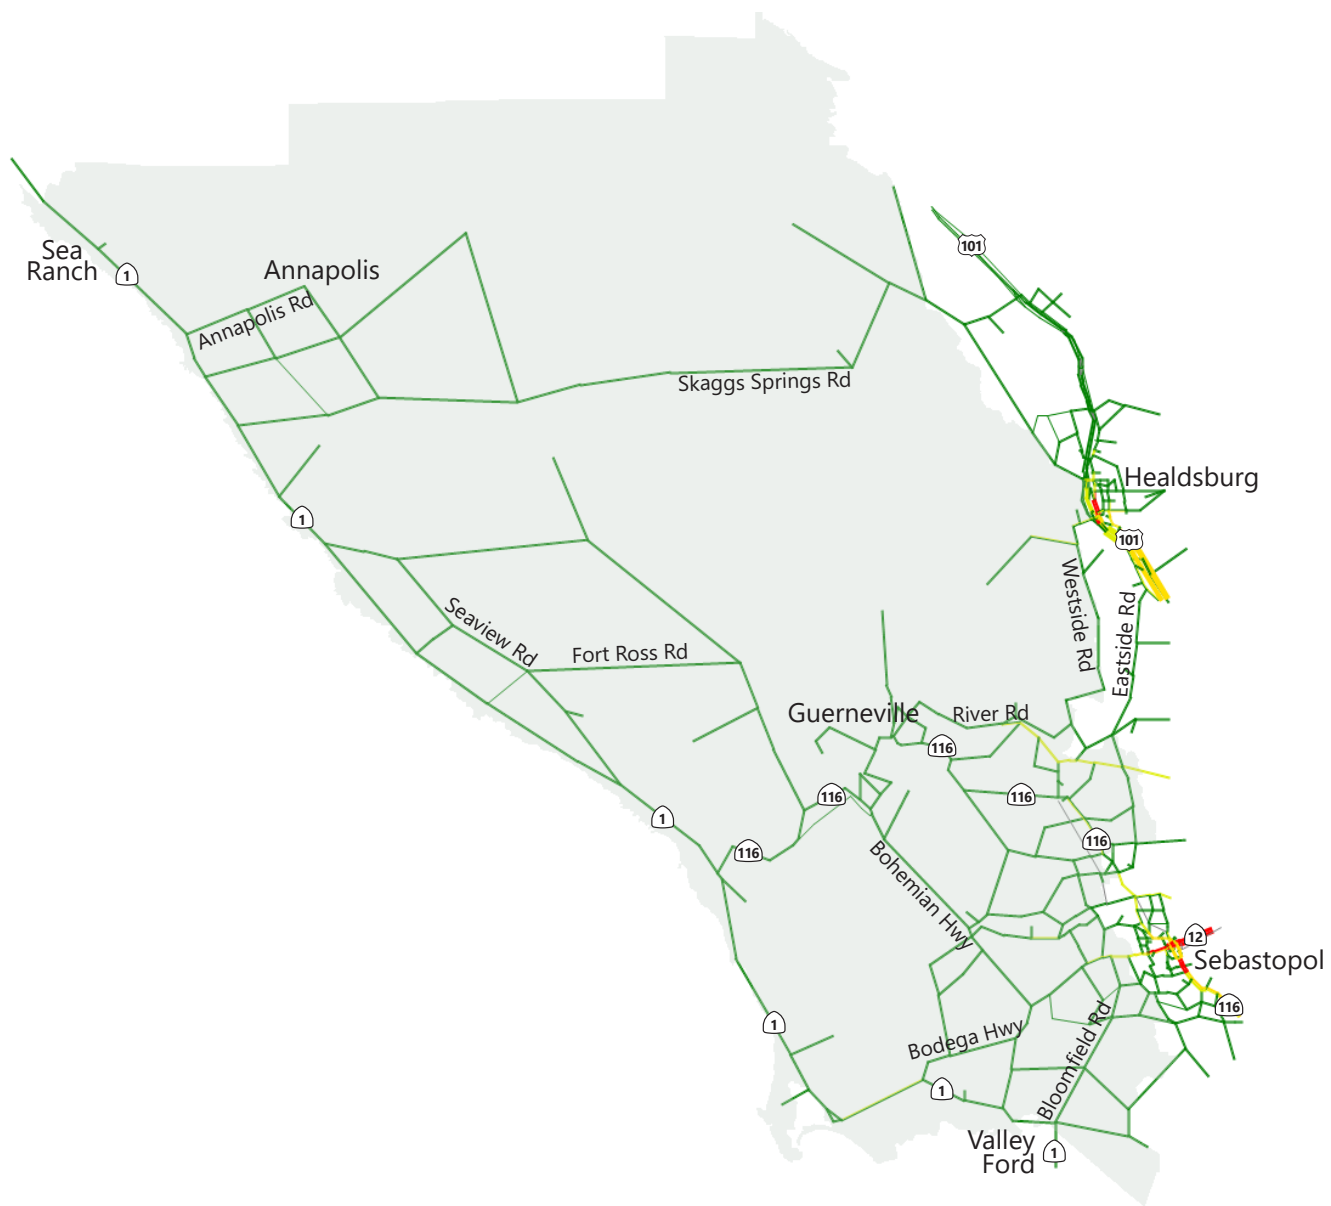 101
Sea
Ranch
1
Annapolis
Annapolis Rd
Skaggs Springs Rd
Healdsburg
1
101
Westside Rd
Eastside Rd
Seaview Rd
Fort Ross Rd
Guerneville
River Rd
116
116
116
1
116
116
Bohemian Hwy
12
Sebastopol
116
1
Bodega Hwy
Bloomfield Rd
1
Valley
Ford
1